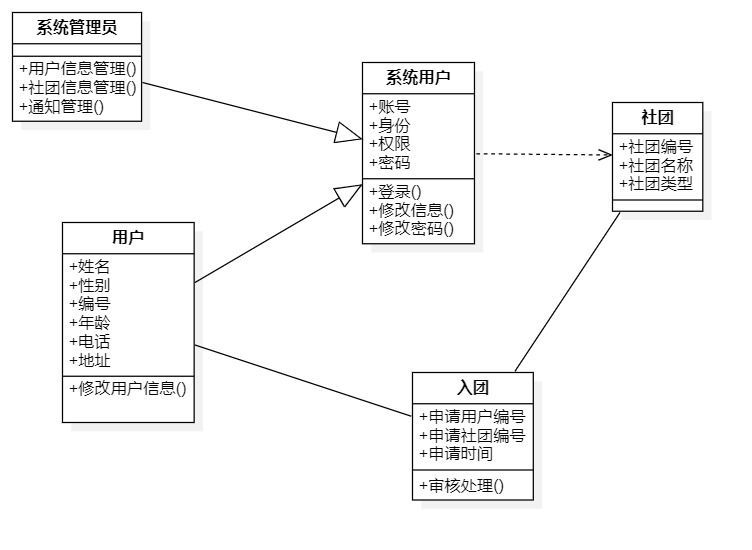 系统管理员
+用户信息管理()
+社团信息管理()
+通知管理()
系统用户
+账号
+身份
+权限
+密码
+登录()
+修改信息()
+修改密码()
社团
+社团编号
+社团名称
+社团类型
用户
+姓名
+性别
+编号
+年龄
+电话
+地址
+修改用户信息()
入团
+申请用户编号
+申请社团编号
+申请时间
+审核处理()